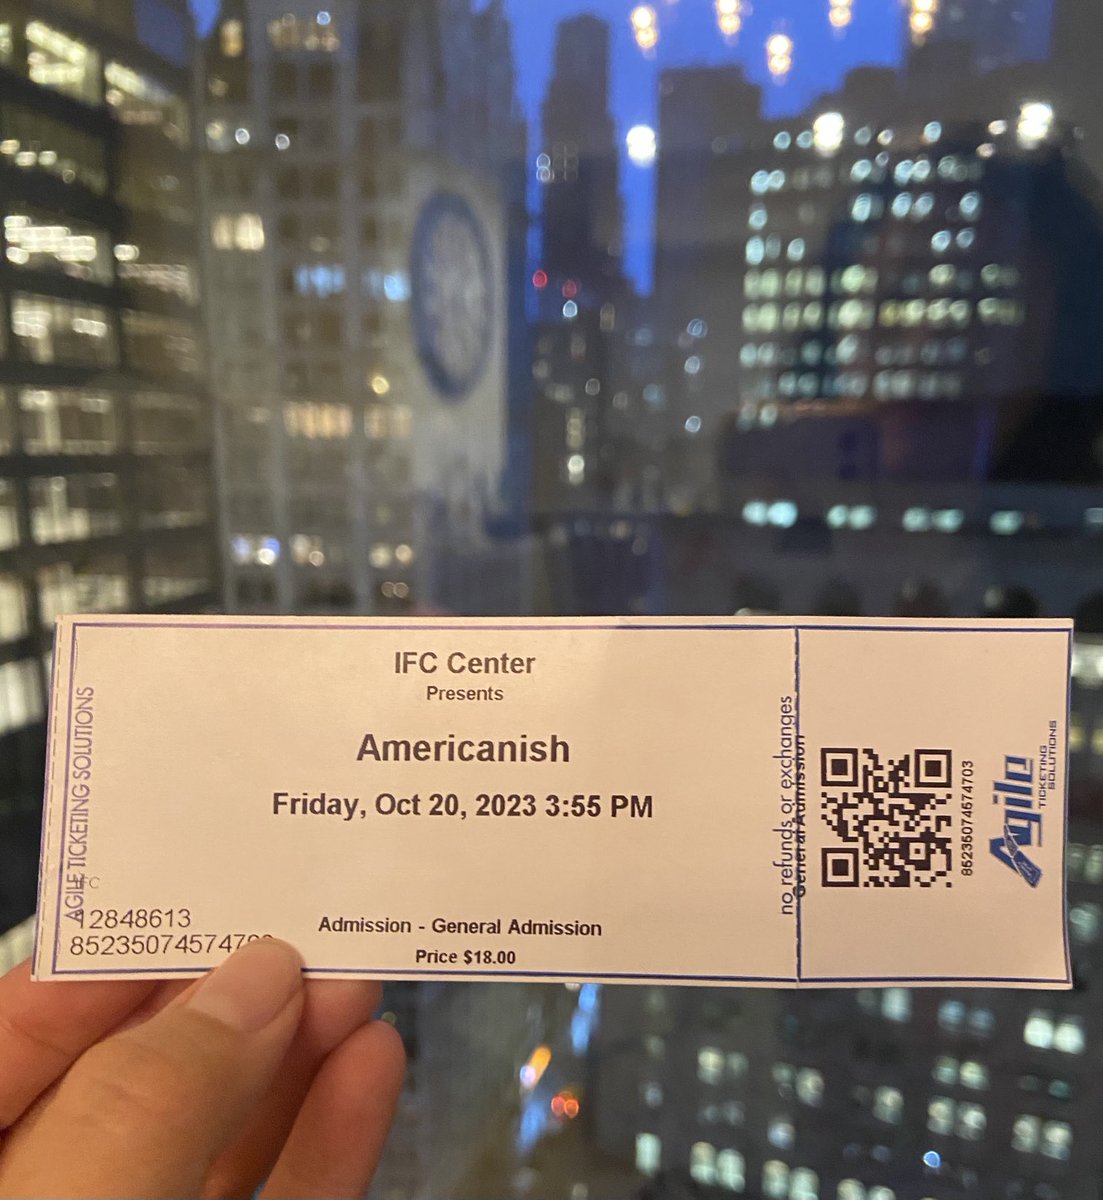 IFC Center
Presents
Americanish
Friday, Oct 20, 2023 3:55 PM
Admission - General Admission
Price $18.00
AGILE TICKETING SOLUTIONS
12848613
no refunds or exchanges
General Admission
85235074574703
Agile
TICKETING
SOLUTIONS